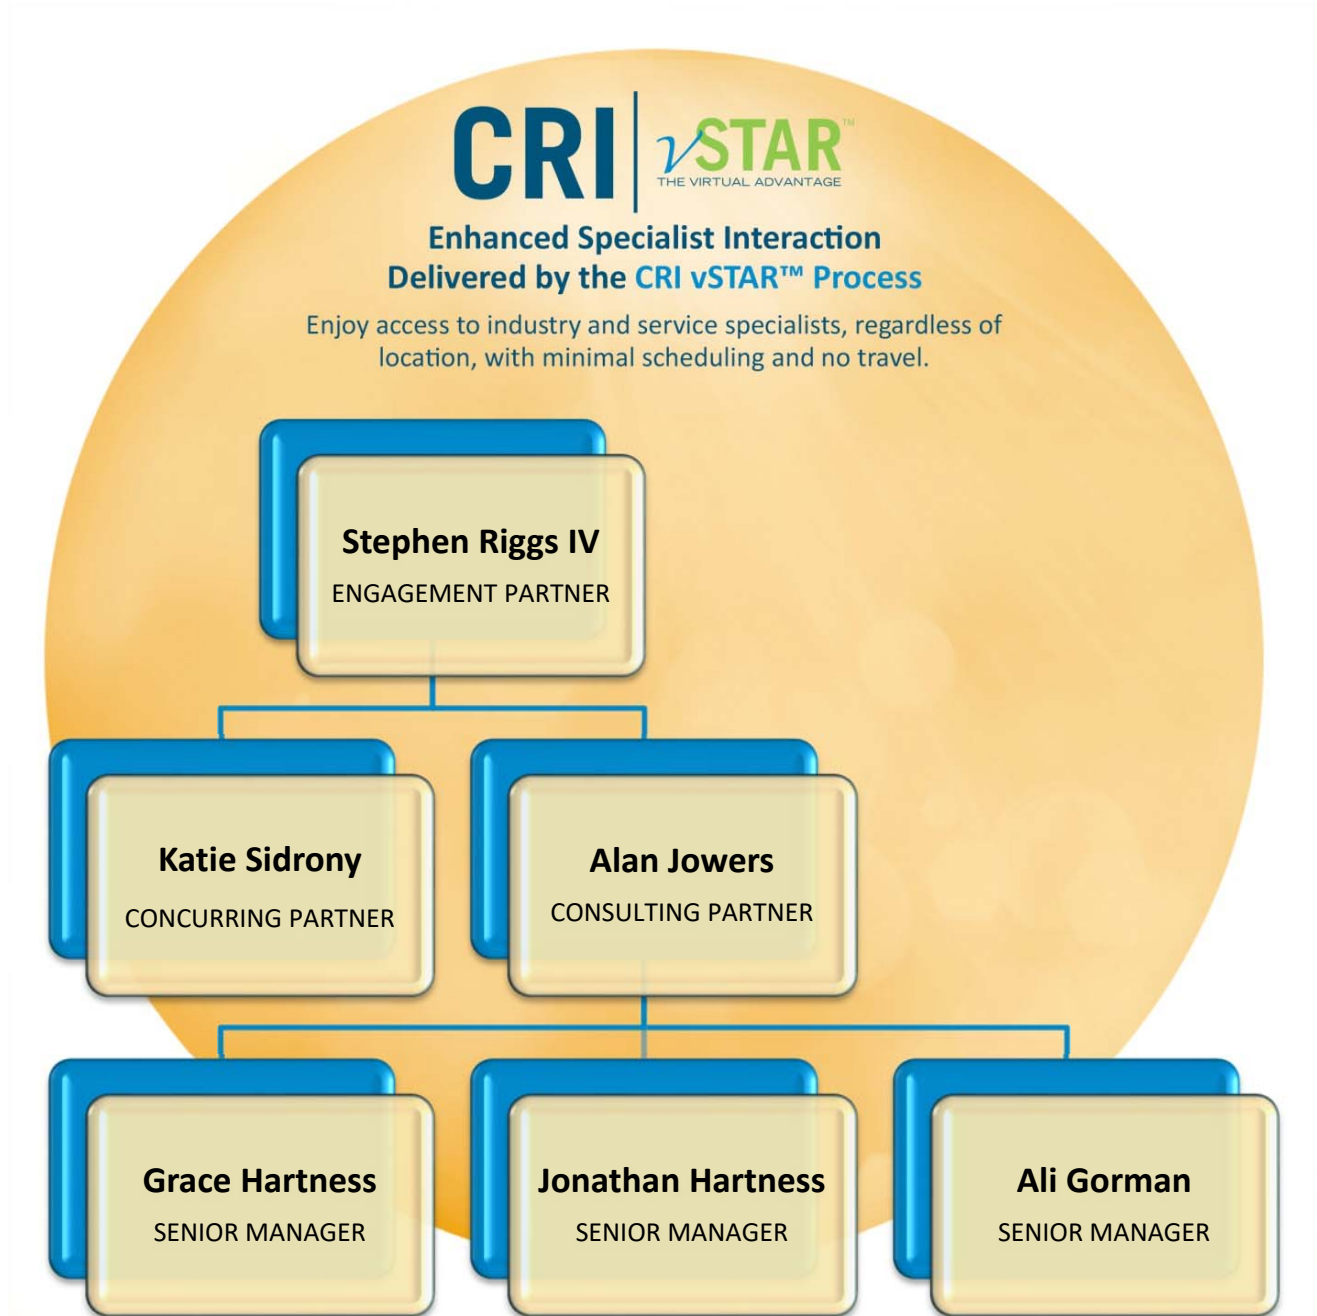 CRI vSTAR™
THE VIRTUAL ADVANTAGE
Enhanced Specialist Interaction
Delivered by the CRI vSTAR™ Process
Enjoy access to industry and service specialists, regardless of
location, with minimal scheduling and no travel.
Stephen Riggs IV
ENGAGEMENT PARTNER
Katie Sidrony
CONCURRING PARTNER
Alan Jowers
CONSULTING PARTNER
Grace Hartness
SENIOR MANAGER
Jonathan Hartness
SENIOR MANAGER
Ali Gorman
SENIOR MANAGER